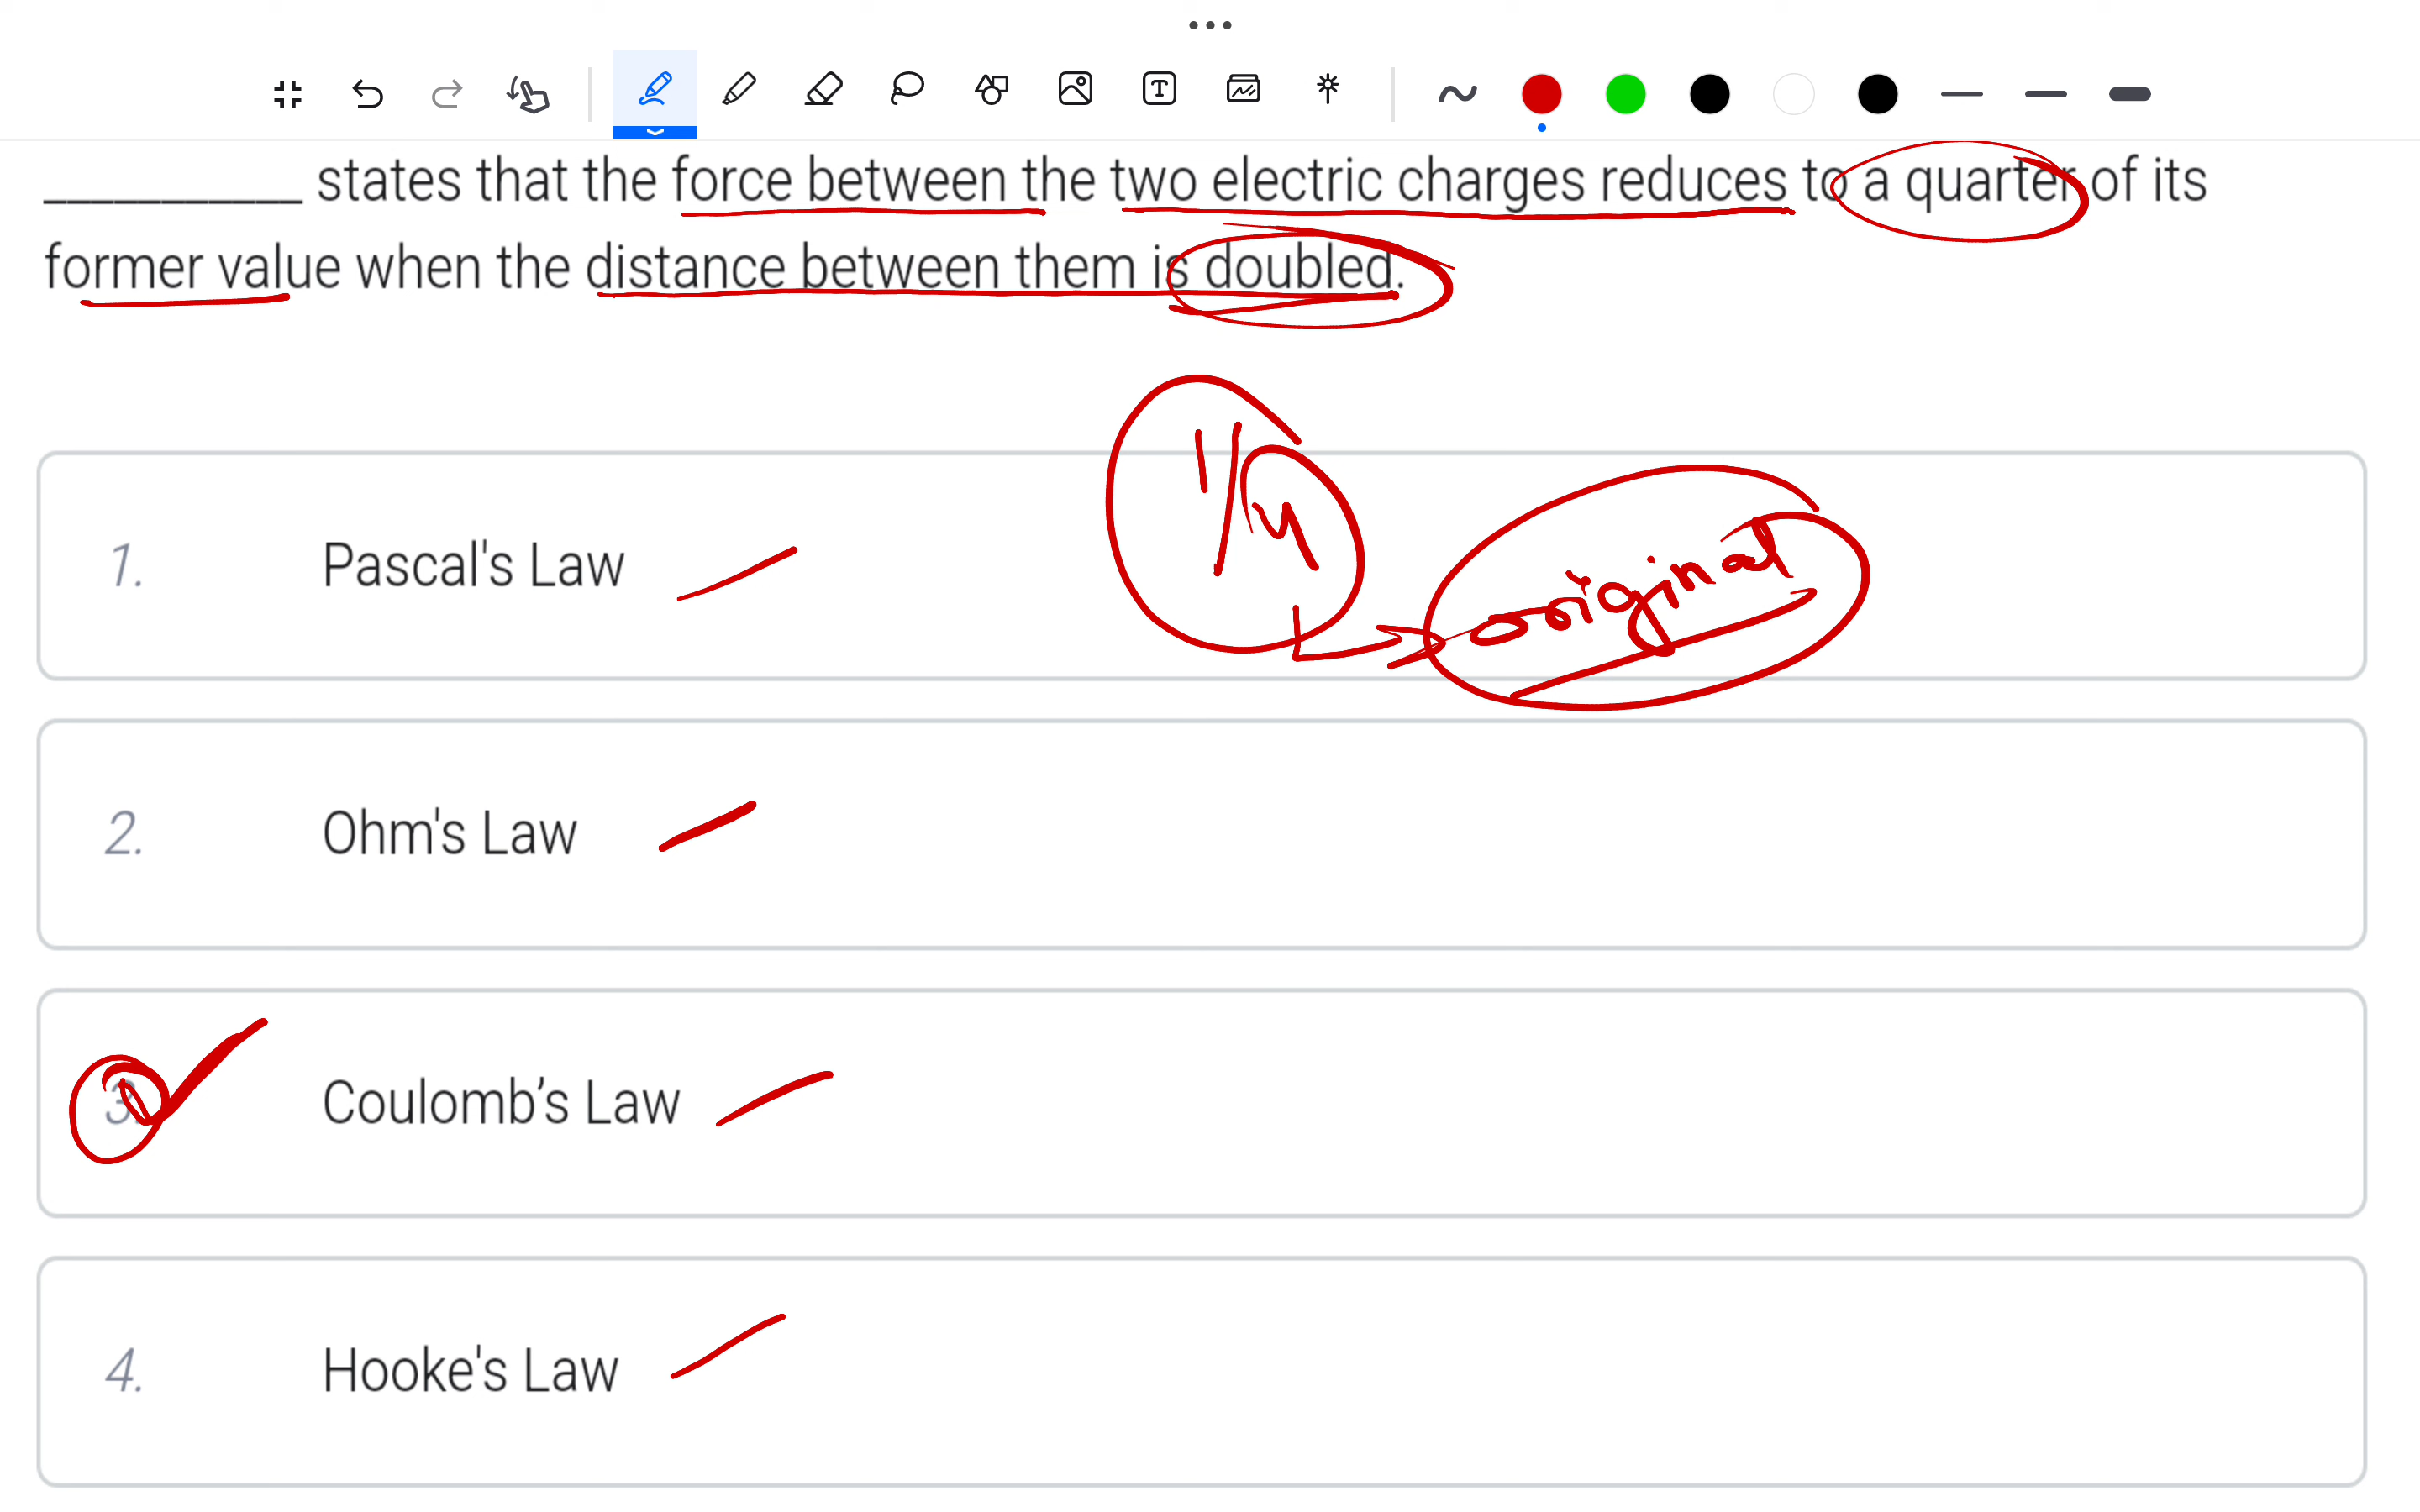 ___________ states that the force between the two electric charges reduces to a quarter of its
former value when the distance between them is doubled.
1/4
original
1. Pascal's Law
2. Ohm's Law
3. Coulomb’s Law
4. Hooke's Law